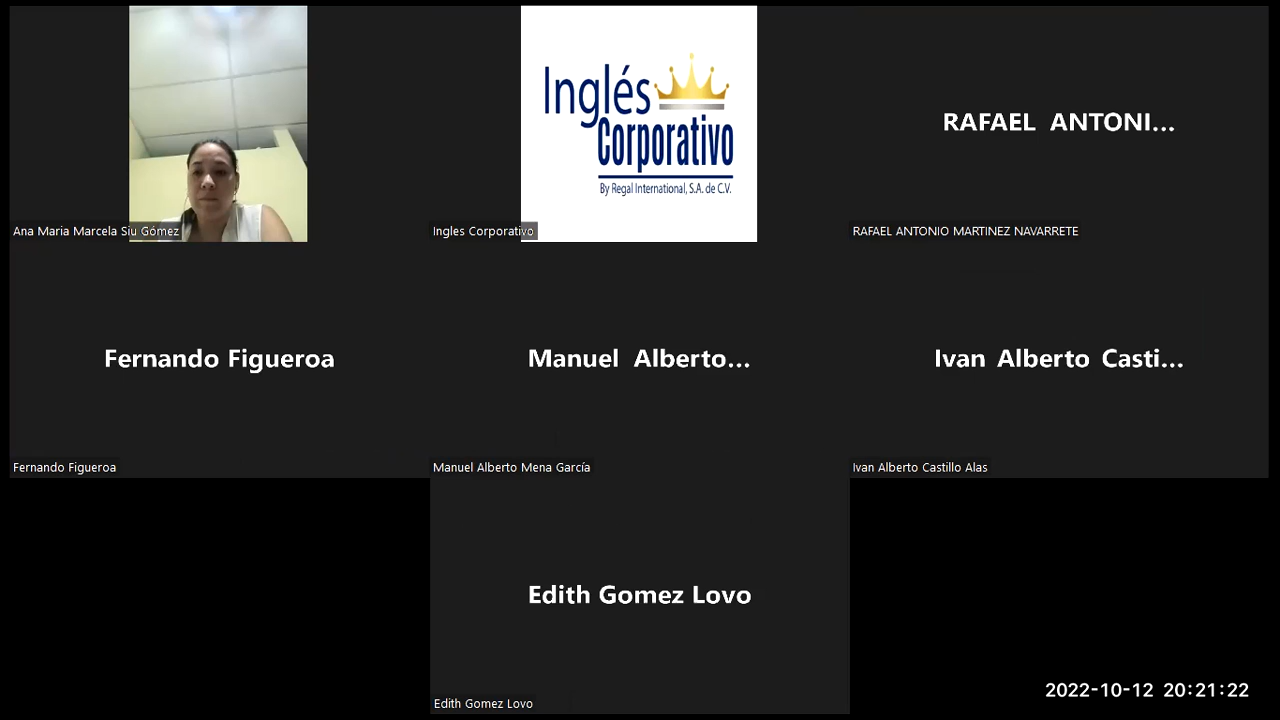 Inglés
Corporativo
By Regal International, S.A. de C.V.
RAFAEL ANTONI...
Ana Maria Marcela Siu Gómez
Ingles Corporativo
RAFAEL ANTONIO MARTINEZ NAVARRETE
Fernando Figueroa
Manuel Alberto...
Ivan Alberto Casti...
Fernando Figueroa
Manuel Alberto Mena García
Ivan Alberto Castillo Alas
Edith Gomez Lovo
Edith Gomez Lovo
2022-10-12 20:21:22